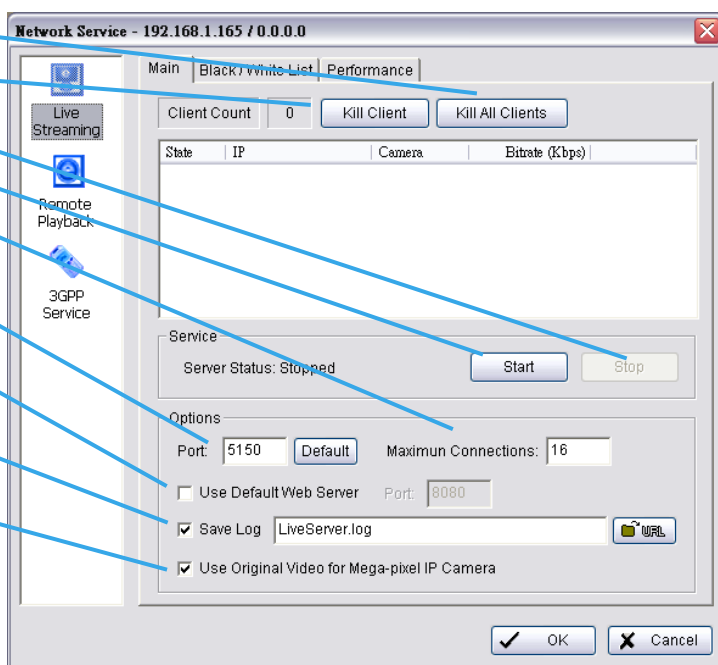 Network Service - 192.168.1.165 / 0.0.0.0
Main Black / White List Performance
Live Streaming
Remote Playback
3GPP Service
Client Count 0 Kill Client Kill All Clients
State IP Camera Bitrate (Kbps)
Service
Server Status: Stopped Start Stop
Options
Port: 5150 Default Maximun Connections: 16
Use Default Web Server Port: 8080
Save Log LiveServer.log URL
Use Original Video for Mega-pixel IP Camera
OK Cancel